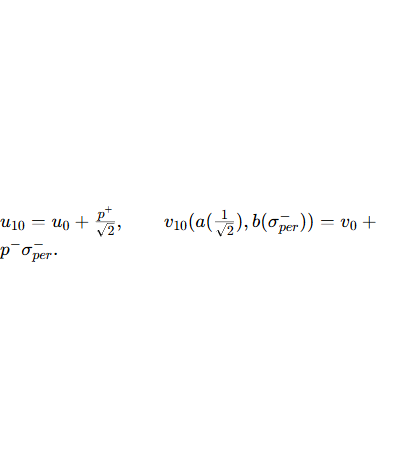 $u_{10} = u_0 + \frac{p^+}{\sqrt{2}}, \qquad v_{10}(a(\frac{1}{\sqrt{2}}), b(\sigma^-_{per})) = v_0 +$
$p^- \sigma^-_{per}.$